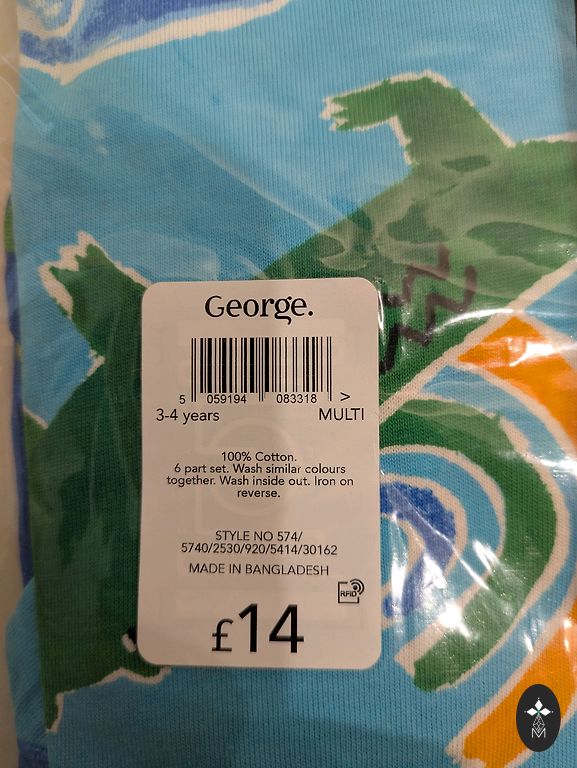 George.
5 059194 083318 >
3-4 years MULTI
100% Cotton.
6 part set. Wash similar colours
together. Wash inside out. Iron on
reverse.
STYLE NO 574/
5740/2530/920/5414/30162
MADE IN BANGLADESH
RFID
£14
M